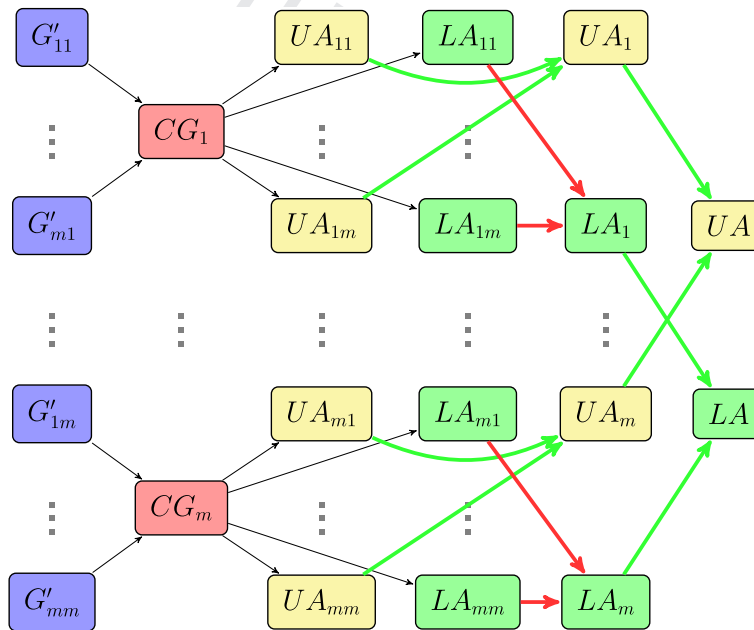 G′₁₁ UA₁₁ LA₁₁ UA₁
CG₁
G′ₘ₁ UA₁ₘ LA₁ₘ LA₁ UA
G′₁ₘ UAₘ₁ LAₘ₁ UAₘ LA
CGₘ
G′ₘₘ UAₘₘ LAₘₘ LAₘ